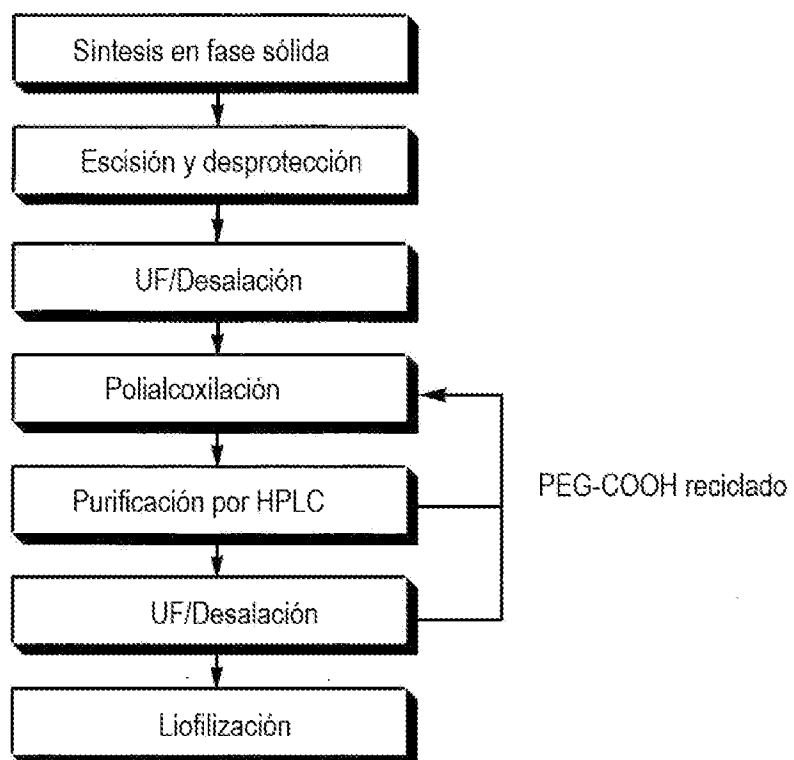 Síntesis en fase sólida
Escisión y desprotección
UF/Desalación
Polialcoxilación
Purificación por HPLC
PEG-COOH reciclado
UF/Desalación
Liofilización